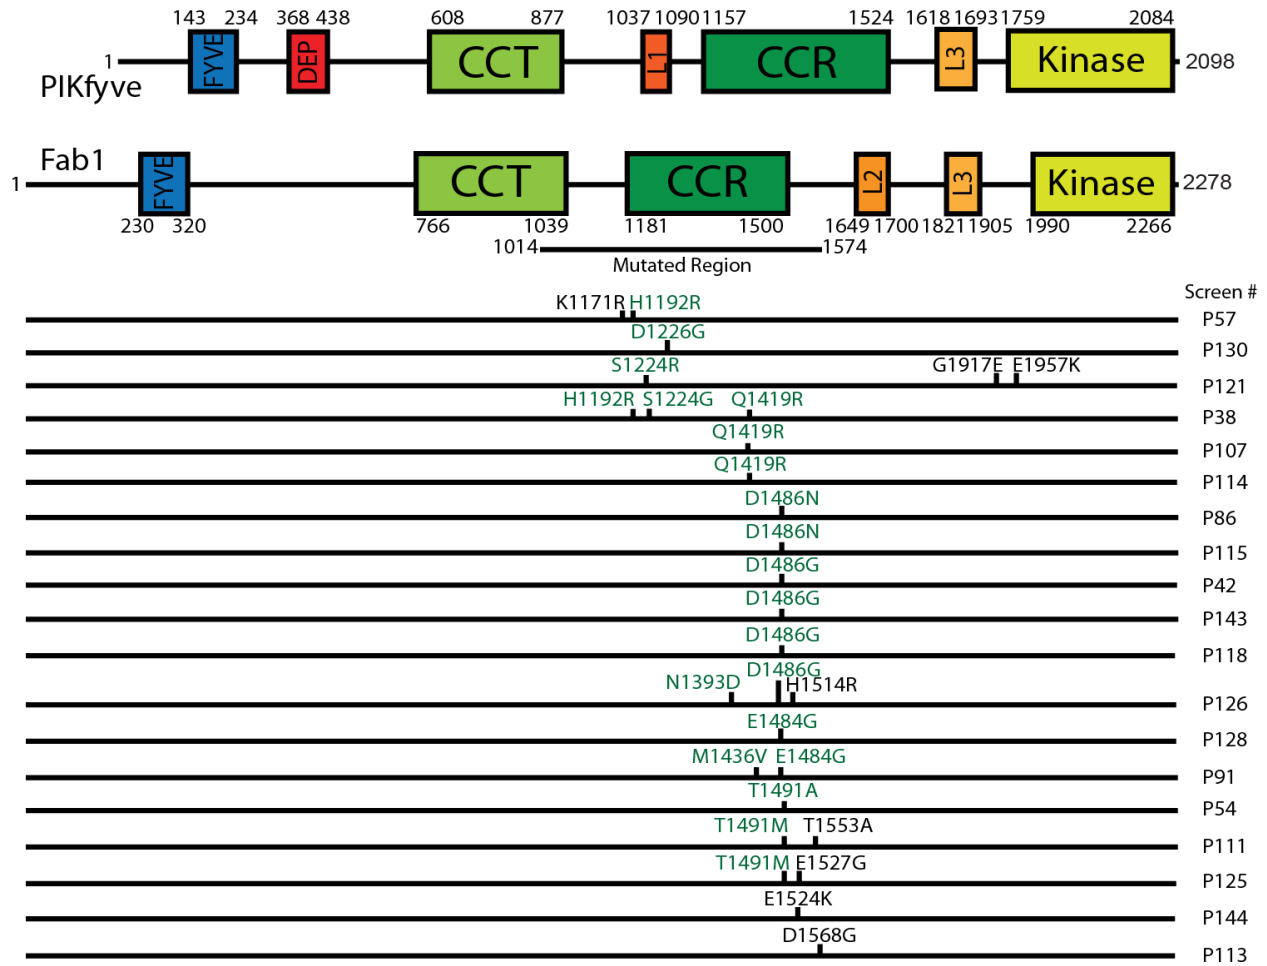 143 234 368 438 608 877 1037 1090 1157 1524 1618 1693 1759 2084
1 FYVE DEP CCT L1 CCR L3 Kinase 2098
PIKfyve
Fab1
1 FYVE CCT CCR L2 L3 Kinase 2278
230 320 766 1039 1181 1500 1649 1700 1821 1905 1990 2266
1014 1574
Mutated Region
Screen #
K1171R H1192R P57
D1226G P130
S1224R G1917E E1957K P121
H1192R S1224G Q1419R P38
Q1419R P107
Q1419R P114
D1486N P86
D1486N P115
D1486G P42
D1486G P143
D1486G P118
N1393D D1486G H1514R P126
E1484G P128
M1436V E1484G P91
T1491A P54
T1491M T1553A P111
T1491M E1527G P125
E1524K P144
D1568G P113